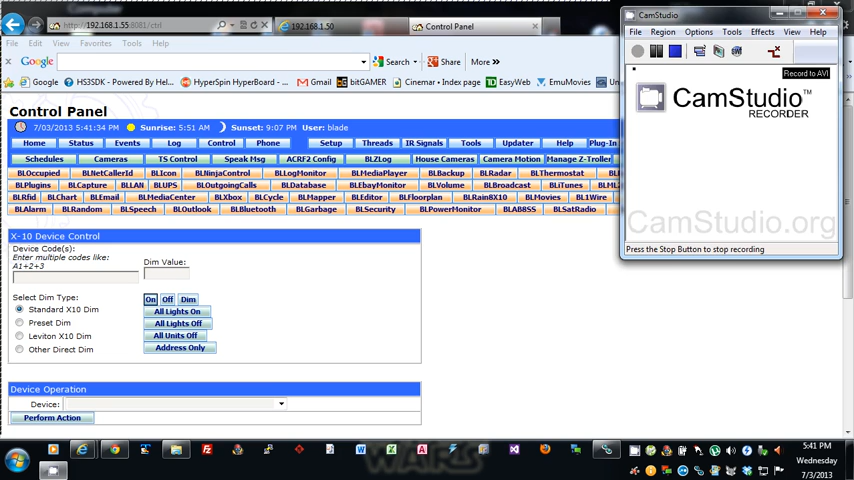 http://192.168.1.55:8081/ctrl
192.168.1.50
Control Panel
File Edit View Favorites Tools Help
Google Search Share More »
Google HS3SDK - Powered By Hel... HyperSpin HyperBoard - ... Gmail bitGAMER Cinemar • Index page EasyWeb EmuMovies
Control Panel
7/03/2013 5:41:34 PM Sunrise: 5:51 AM Sunset: 9:07 PM User: blade
Home Status Events Log Control Phone Setup Threads IR Signals Tools Updater Help Plug-In
Schedules Cameras TS Control Speak Msg ACRF2 Config BLZLog House Cameras Camera Motion Manage Z-Troller
BLOccupied BLNetCallerId BLIcon BLNinjaControl BLLogMonitor BLMediaPlayer BLBackup BLRadar BLThermostat
BLPlugins BLCapture BLLAN BLUPS BLOutgoingCalls BLDatabase BLEbayMonitor BLVolume BLBroadcast BLiTunes
BLRfid BLChart BLEmail BLMediaCenter BLXbox BLCycle BLMapper BLEditor BLFloorplan BLRain8X10 BLMovies BL1Wire
BLAlarm BLRandom BLSpeech BLOutlook BLBluetooth BLGarbage BLSecurity BLPowerMonitor BLAB8SS BLSatRadio
X-10 Device Control
Device Code(s):
Enter multiple codes like:
A1+2+3
Dim Value:
Select Dim Type:
On Off Dim
Standard X10 Dim
All Lights On
Preset Dim
All Lights Off
Leviton X10 Dim
All Units Off
Other Direct Dim
Address Only
Device Operation
Device:
Perform Action
CamStudio
File Region Options Tools Effects View Help
Record to AVI
CamStudio™
RECORDER
CamStudio.org
Press the Stop Button to stop recording
WARS
5:41 PM
Wednesday
7/3/2013